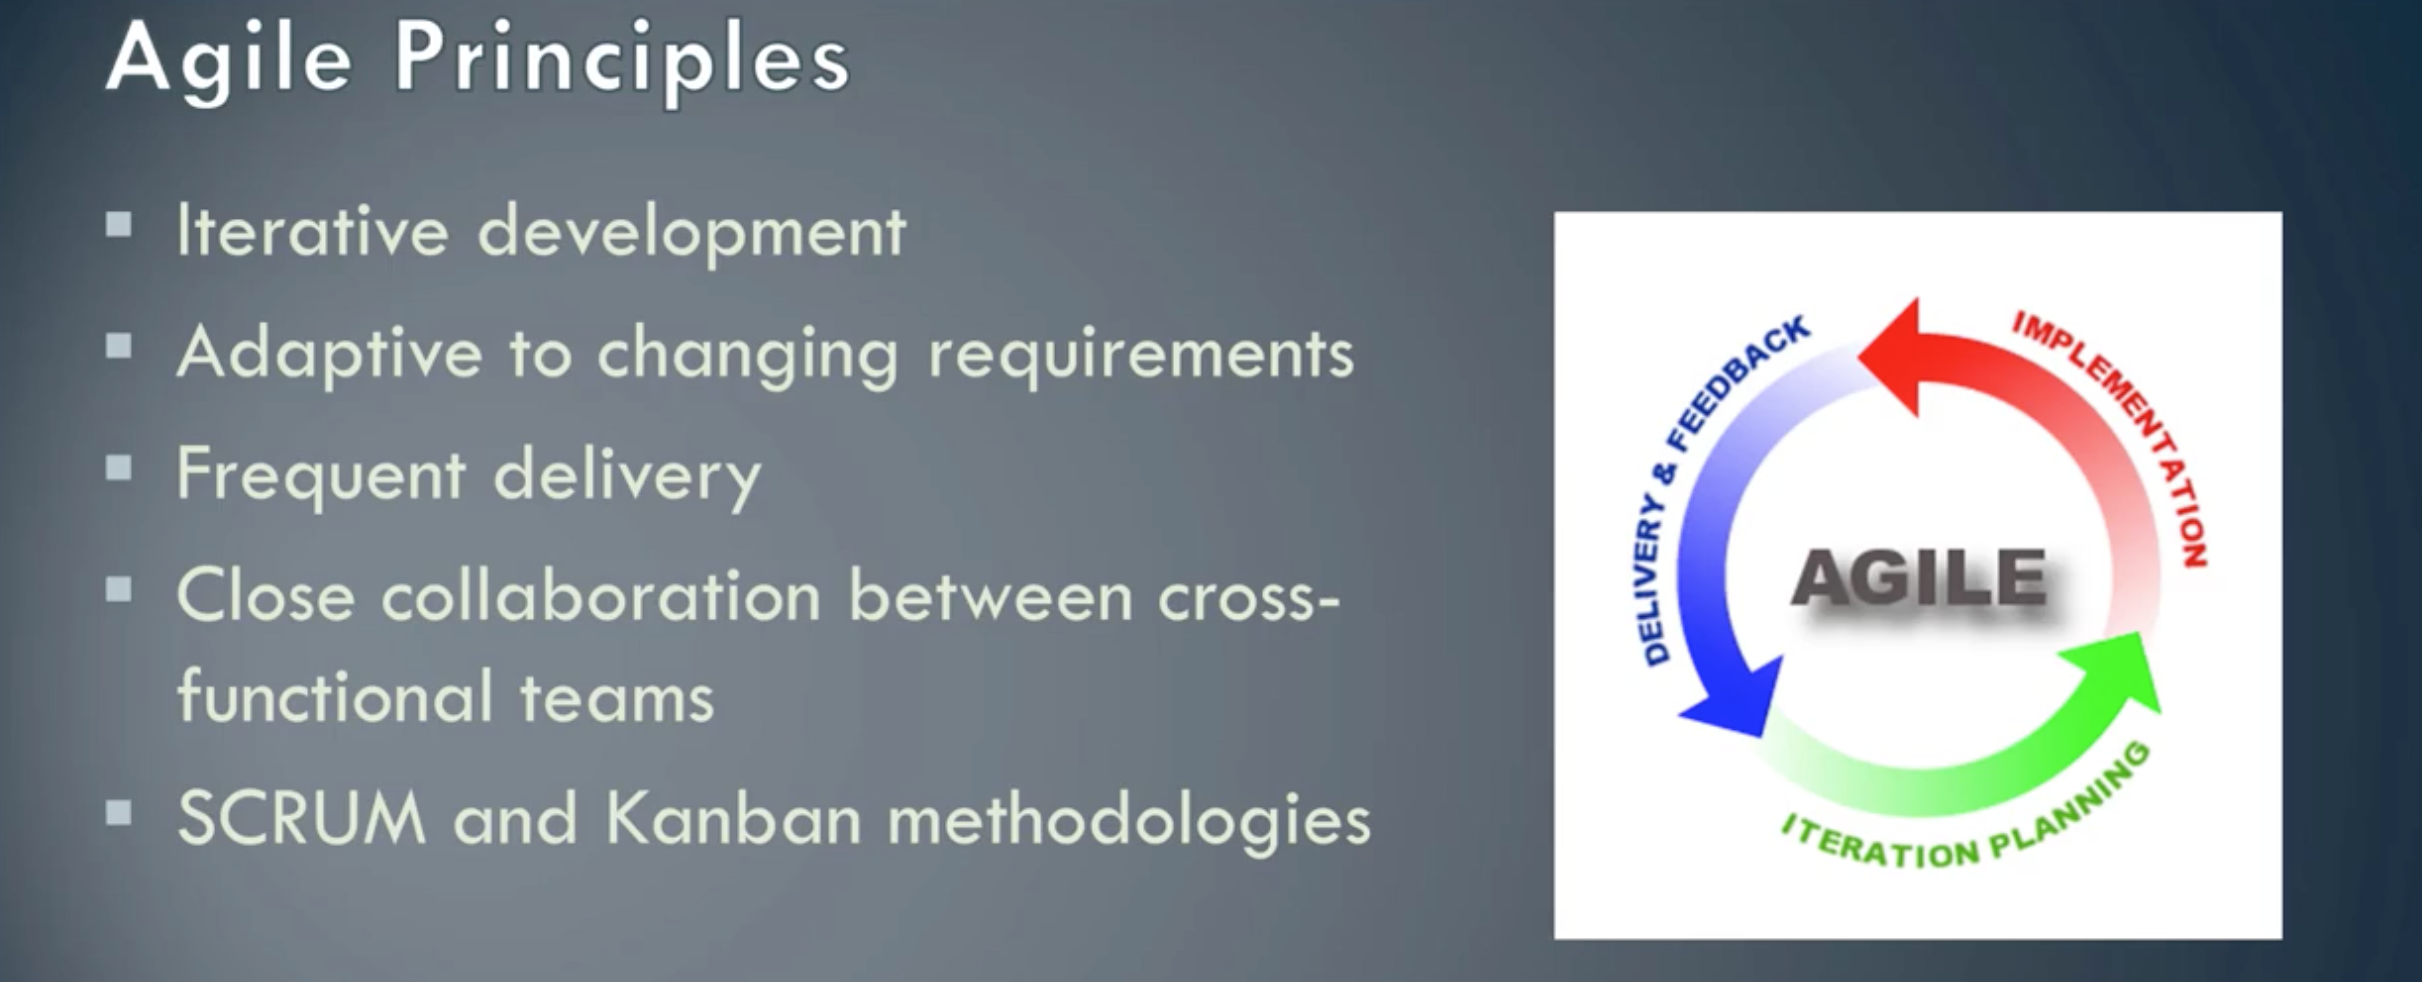 Agile Principles
Iterative development
Adaptive to changing requirements
Frequent delivery
Close collaboration between cross-
functional teams
SCRUM and Kanban methodologies
DELIVERY & FEEDBACK
IMPLEMENTATION
AGILE
ITERATION PLANNING